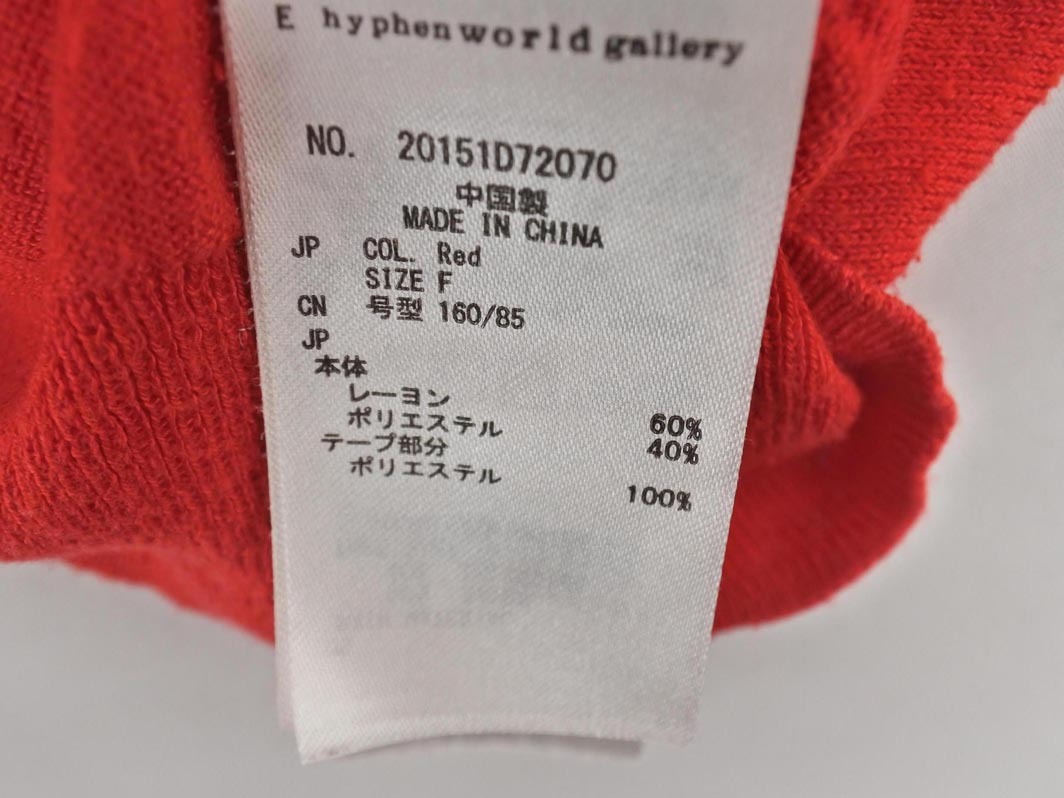 E hyphen world gallery
NO. 20151D72070
中国製
MADE IN CHINA
JP COL. Red
SIZE F
CN 号型 160/85
JP
本体
レーヨン 60%
ポリエステル 40%
テープ部分
ポリエステル 100%